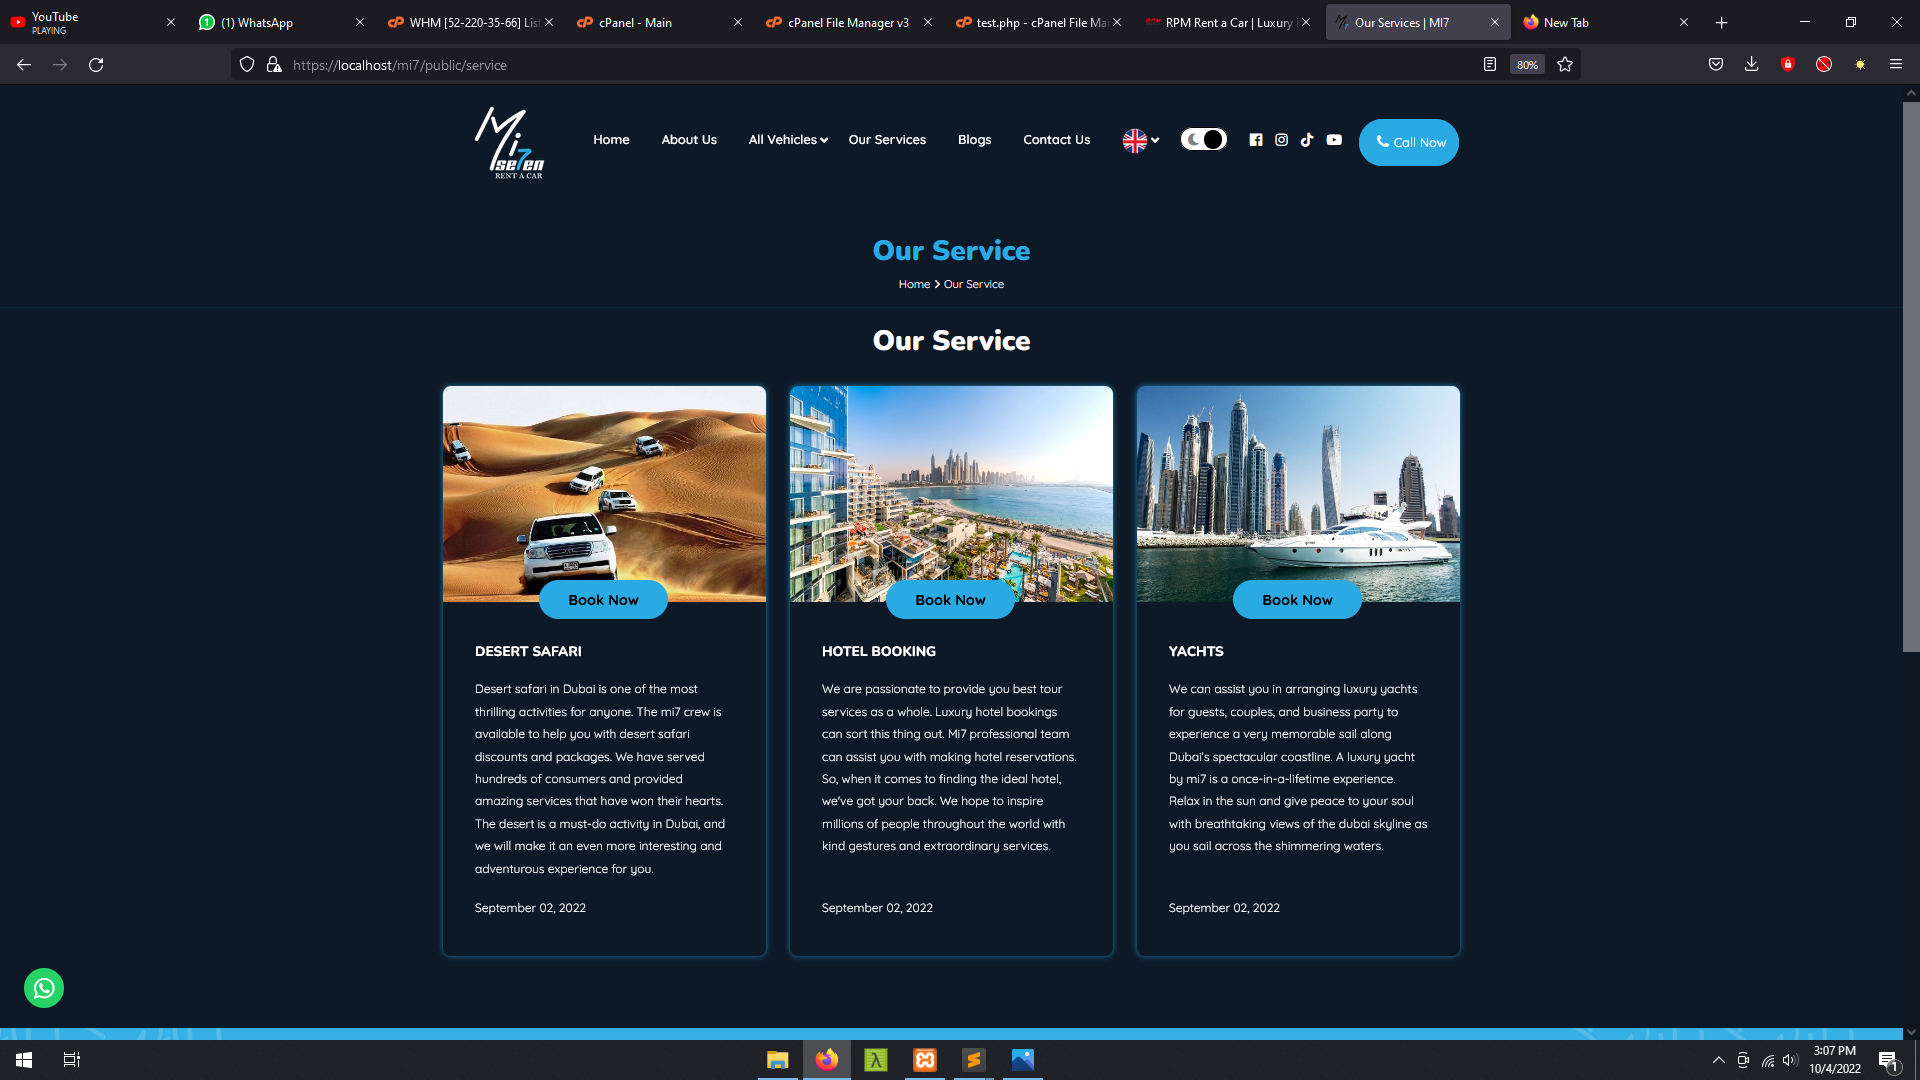 YouTube
PLAYING
(1) WhatsApp
WHM [52-220-35-66] List
cPanel - Main
cPanel File Manager v3
test.php - cPanel File Ma
RPM Rent a Car | Luxury
Our Services | MI7
New Tab
https://localhost/mi7/public/service
80%
Mi7
se7en
RENT A CAR
Home
About Us
All Vehicles
Our Services
Blogs
Contact Us
Call Now
Our Service
Home > Our Service
Our Service
Book Now
DESERT SAFARI
Desert safari in Dubai is one of the most
thrilling activities for anyone. The mi7 crew is
available to help you with desert safari
discounts and packages. We have served
hundreds of consumers and provided
amazing services that have won their hearts.
The desert is a must-do activity in Dubai, and
we will make it an even more interesting and
adventurous experience for you.
September 02, 2022
Book Now
HOTEL BOOKING
We are passionate to provide you best tour
services as a whole. Luxury hotel bookings
can sort this thing out. Mi7 professional team
can assist you with making hotel reservations.
So, when it comes to finding the ideal hotel,
we've got your back. We hope to inspire
millions of people throughout the world with
kind gestures and extraordinary services.
September 02, 2022
Book Now
YACHTS
We can assist you in arranging luxury yachts
for guests, couples, and business party to
experience a very memorable sail along
Dubai's spectacular coastline. A luxury yacht
by mi7 is a once-in-a-lifetime experience.
Relax in the sun and give peace to your soul
with breathtaking views of the dubai skyline as
you sail across the shimmering waters.
September 02, 2022
3:07 PM
10/4/2022
1